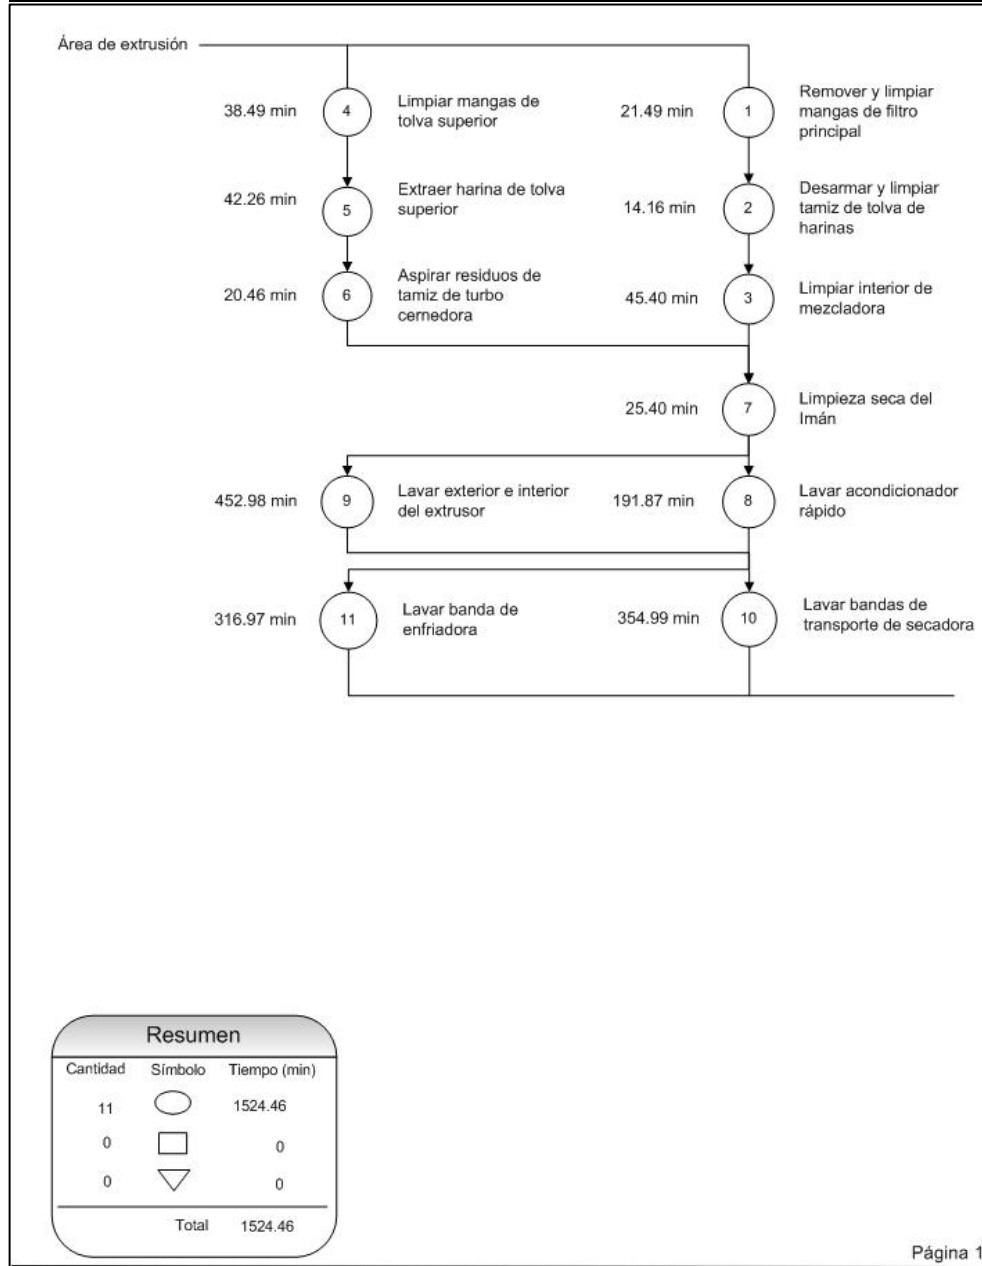 Área de extrusión
38.49 min
4
Limpiar mangas de
tolva superior
21.49 min
1
Remover y limpiar
mangas de filtro
principal
42.26 min
5
Extraer harina de tolva
superior
14.16 min
2
Desarmar y limpiar
tamiz de tolva de
harinas
20.46 min
6
Aspirar residuos de
tamiz de turbo
cernedora
45.40 min
3
Limpiar interior de
mezcladora
25.40 min
7
Limpieza seca del
Imán
452.98 min
9
Lavar exterior e interior
del extrusor
191.87 min
8
Lavar acondicionador
rápido
316.97 min
11
Lavar banda de
enfriadora
354.99 min
10
Lavar bandas de
transporte de secadora
Resumen
Cantidad Símbolo Tiempo (min)
11 1524.46
0 0
0 0
Total 1524.46
Página 1